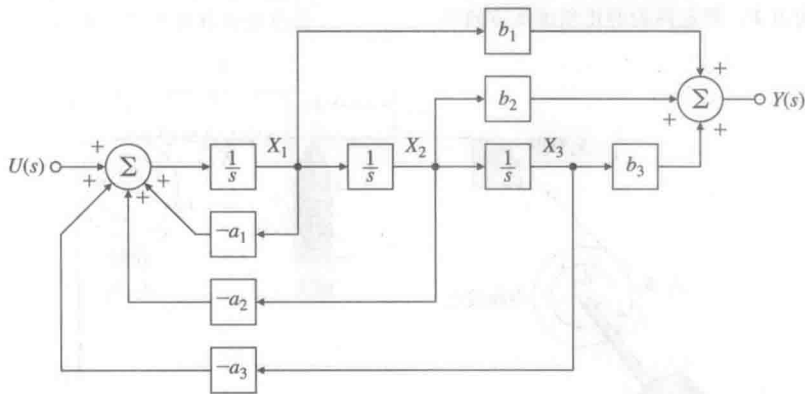 b₁
+
b₂
+
Σ
Y(s)
+
U(s)
+
Σ
+
1/s
X₁
1/s
X₂
1/s
X₃
b₃
+
+
+
−a₁
−a₂
−a₃